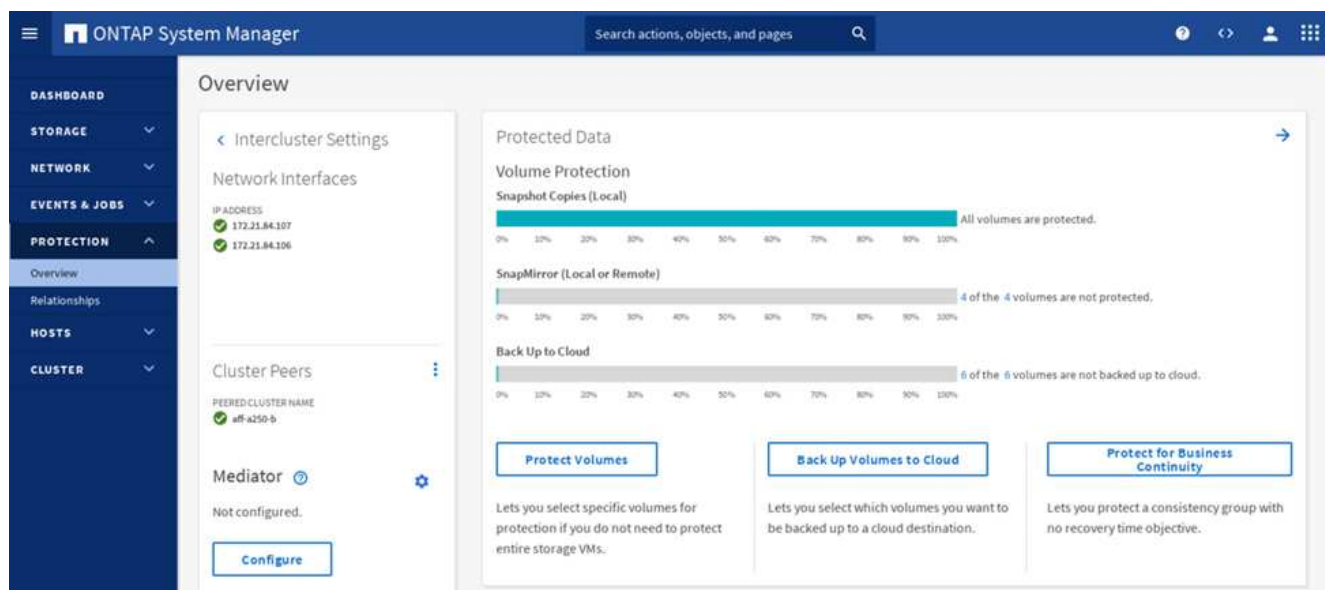 ONTAP System Manager
Search actions, objects, and pages
DASHBOARD
STORAGE
NETWORK
EVENTS & JOBS
PROTECTION
Overview
Relationships
HOSTS
CLUSTER
Overview
Intercluster Settings
Network Interfaces
IP ADDRESS
172.21.84.107
172.21.84.106
Cluster Peers
PEERED CLUSTER NAME
aff-a250-b
Mediator
Not configured.
Configure
Protected Data
Volume Protection
Snapshot Copies (Local)
All volumes are protected.
0% 10% 20% 30% 40% 50% 60% 70% 80% 90% 100%
SnapMirror (Local or Remote)
4 of the 4 volumes are not protected.
0% 10% 20% 30% 40% 50% 60% 70% 80% 90% 100%
Back Up to Cloud
6 of the 6 volumes are not backed up to cloud.
0% 10% 20% 30% 40% 50% 60% 70% 80% 90% 100%
Protect Volumes
Lets you select specific volumes for
protection if you do not need to protect
entire storage VMs.
Back Up Volumes to Cloud
Lets you select which volumes you want to
be backed up to a cloud destination.
Protect for Business
Continuity
Lets you protect a consistency group with
no recovery time objective.